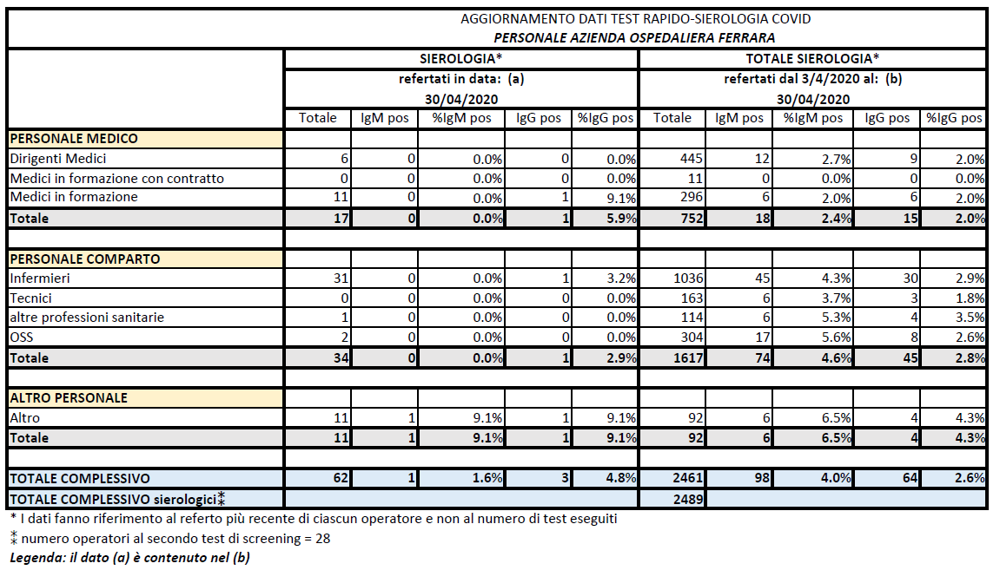 AGGIORNAMENTO DATI TEST RAPIDO-SIEROLOGIA COVID
PERSONALE AZIENDA OSPEDALIERA FERRARA
SIEROLOGIA* TOTALE SIEROLOGIA*
refertati in data: (a) refertati dal 3/4/2020 al: (b)
30/04/2020 30/04/2020
Totale IgM pos %IgM pos IgG pos %IgG pos Totale IgM pos %IgM pos IgG pos %IgG pos
PERSONALE MEDICO
Dirigenti Medici 6 0 0.0% 0 0.0% 445 12 2.7% 9 2.0%
Medici in formazione con contratto 0 0 0.0% 0 0.0% 11 0 0.0% 0 0.0%
Medici in formazione 11 0 0.0% 1 9.1% 296 6 2.0% 6 2.0%
Totale 17 0 0.0% 1 5.9% 752 18 2.4% 15 2.0%
PERSONALE COMPARTO
Infermieri 31 0 0.0% 1 3.2% 1036 45 4.3% 30 2.9%
Tecnici 0 0 0.0% 0 0.0% 163 6 3.7% 3 1.8%
altre professioni sanitarie 1 0 0.0% 0 0.0% 114 6 5.3% 4 3.5%
OSS 2 0 0.0% 0 0.0% 304 17 5.6% 8 2.6%
Totale 34 0 0.0% 1 2.9% 1617 74 4.6% 45 2.8%
ALTRO PERSONALE
Altro 11 1 9.1% 1 9.1% 92 6 6.5% 4 4.3%
Totale 11 1 9.1% 1 9.1% 92 6 6.5% 4 4.3%
TOTALE COMPLESSIVO 62 1 1.6% 3 4.8% 2461 98 4.0% 64 2.6%
TOTALE COMPLESSIVO sierologici⁑ 2489
* I dati fanno riferimento al referto più recente di ciascun operatore e non al numero di test eseguiti
⁑ numero operatori al secondo test di screening = 28
Legenda: il dato (a) è contenuto nel (b)